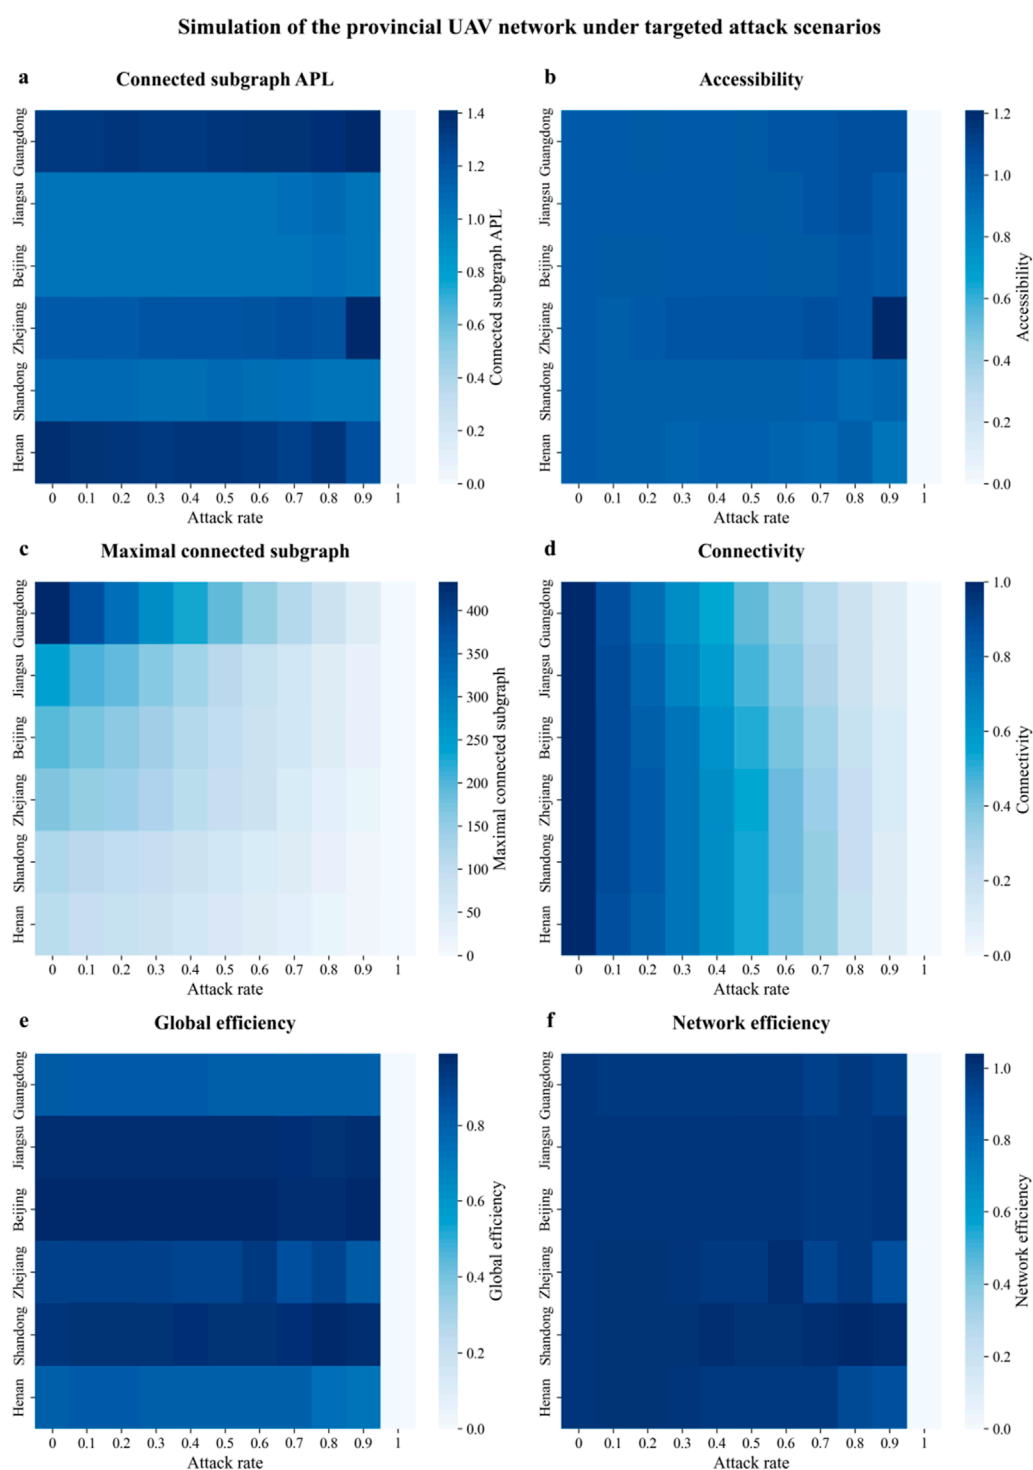 Simulation of the provincial UAV network under targeted attack scenarios
a Connected subgraph APL
Guangdong
Jiangsu
Beijing
Zhejiang
Shandong
Henan
0 0.1 0.2 0.3 0.4 0.5 0.6 0.7 0.8 0.9 1
Attack rate
1.4
1.2
1.0
0.8
0.6
0.4
0.2
0.0
Connected subgraph APL
b Accessibility
Guangdong
Jiangsu
Beijing
Zhejiang
Shandong
Henan
0 0.1 0.2 0.3 0.4 0.5 0.6 0.7 0.8 0.9 1
Attack rate
1.2
1.0
0.8
0.6
0.4
0.2
0.0
Accessibility
c Maximal connected subgraph
Guangdong
Jiangsu
Beijing
Zhejiang
Shandong
Henan
0 0.1 0.2 0.3 0.4 0.5 0.6 0.7 0.8 0.9 1
Attack rate
400
350
300
250
200
150
100
50
0
Maximal connected subgraph
d Connectivity
Guangdong
Jiangsu
Beijing
Zhejiang
Shandong
Henan
0 0.1 0.2 0.3 0.4 0.5 0.6 0.7 0.8 0.9 1
Attack rate
1.0
0.8
0.6
0.4
0.2
0.0
Connectivity
e Global efficiency
Guangdong
Jiangsu
Beijing
Zhejiang
Shandong
Henan
0 0.1 0.2 0.3 0.4 0.5 0.6 0.7 0.8 0.9 1
Attack rate
0.8
0.6
0.4
0.2
0.0
Global efficiency
f Network efficiency
Guangdong
Jiangsu
Beijing
Zhejiang
Shandong
Henan
0 0.1 0.2 0.3 0.4 0.5 0.6 0.7 0.8 0.9 1
Attack rate
1.0
0.8
0.6
0.4
0.2
0.0
Network efficiency